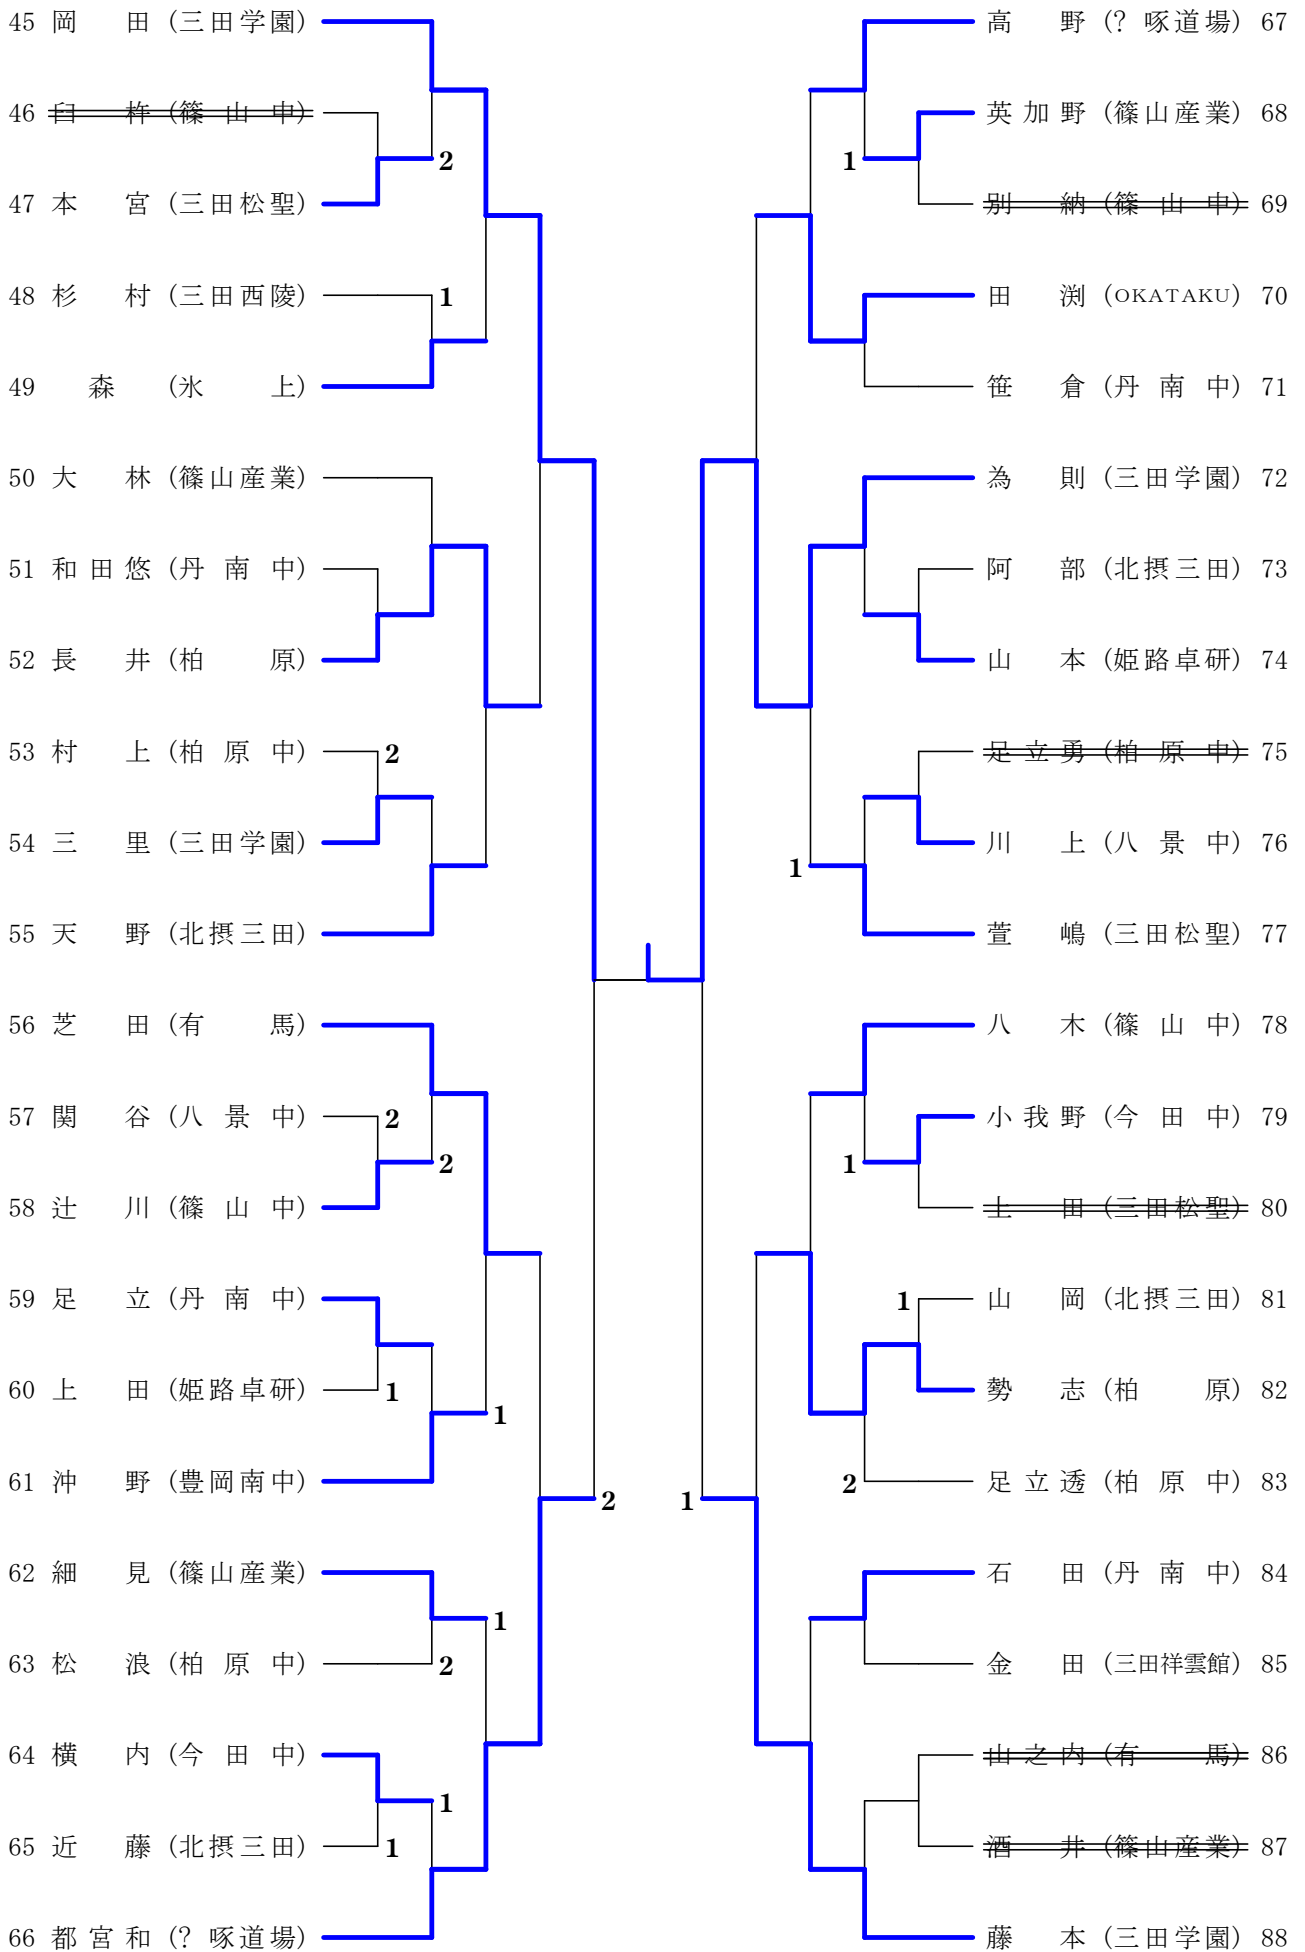 45 岡 田 (三田学園)
46 臼 杵 (篠 山 中)
2
47 本 宮 (三田松聖)
48 杉 村 (三田西陵) 1
49 森 (氷 上)
50 大 林 (篠山産業)
51 和 田 悠 (丹 南 中)
52 長 井 (柏 原)
53 村 上 (柏 原 中) 2
54 三 里 (三田学園)
55 天 野 (北摂三田)
56 芝 田 (有 馬)
57 関 谷 (八 景 中) 2
2
58 辻 川 (篠 山 中)
59 足 立 (丹 南 中)
60 上 田 (姫路卓研) 1
1
61 沖 野 (豊岡南中)
2
62 細 見 (篠山産業)
1
63 松 浪 (柏 原 中) 2
64 横 内 (今 田 中)
1
65 近 藤 (北摂三田) 1
66 都 宮 和 (? 啄道場)
高 野 (? 啄道場) 67
英 加 野 (篠山産業) 68
1
別 納 (篠 山 中) 69
田 渕 (OKATAKU) 70
笹 倉 (丹 南 中) 71
為 則 (三田学園) 72
阿 部 (北摂三田) 73
山 本 (姫路卓研) 74
足 立 勇 (柏 原 中) 75
川 上 (八 景 中) 76
1
萱 嶋 (三田松聖) 77
八 木 (篠 山 中) 78
小 我 野 (今 田 中) 79
1
土 田 (三田松聖) 80
1 山 岡 (北摂三田) 81
勢 志 (柏 原) 82
2 足 立 透 (柏 原 中) 83
1
石 田 (丹 南 中) 84
金 田 (三田祥雲館) 85
山 之 内 (有 馬) 86
酒 井 (篠山産業) 87
藤 本 (三田学園) 88